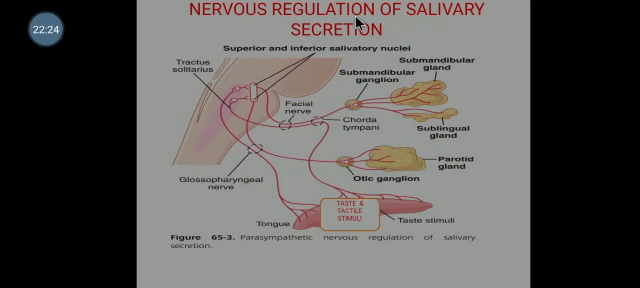 NERVOUS REGULATION OF SALIVARY
SECRETION
22:24
Superior and inferior salivatory nuclei
Tractus
solitarius
Submandibular
gland
Submandibular
ganglion
Facial
nerve
Chorda
tympani
Sublingual
gland
Parotid
gland
Otic ganglion
Glossopharyngeal
nerve
TASTE &
TACTILE
STIMULI
Tongue
Taste stimuli
Figure 65-3. Parasympathetic nervous regulation of salivary
secretion.